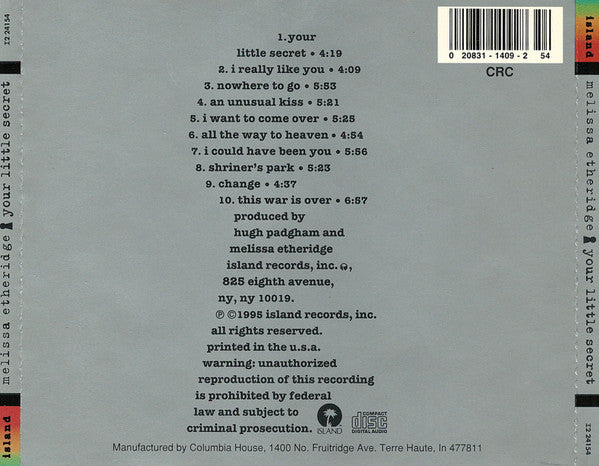 1.your
little secret • 4:19
2. i really like you • 4:09
3. nowhere to go • 5:53
4. an unusual kiss • 5:21
5. i want to come over • 5:25
6. all the way to heaven • 4:54
7. i could have been you • 5:56
8. shriner's park • 5:23
9. change • 4:37
10. this war is over • 6:57
produced by
hugh padgham and
melissa etheridge
island records, inc.,
825 eighth avenue,
ny, ny 10019.
℗ ©1995 island records, inc.
all rights reserved.
printed in the u.s.a.
warning: unauthorized
reproduction of this recording
is prohibited by federal
law and subject to
criminal prosecution.
ISLAND
COMPACT
disc
DIGITAL AUDIO
Manufactured by Columbia House, 1400 No. Fruitridge Ave. Terre Haute, In 477811
0 20831 - 1409 - 2 54
CRC
island melissa etheridge your little secret I2 24154
island melissa etheridge your little secret I2 24154